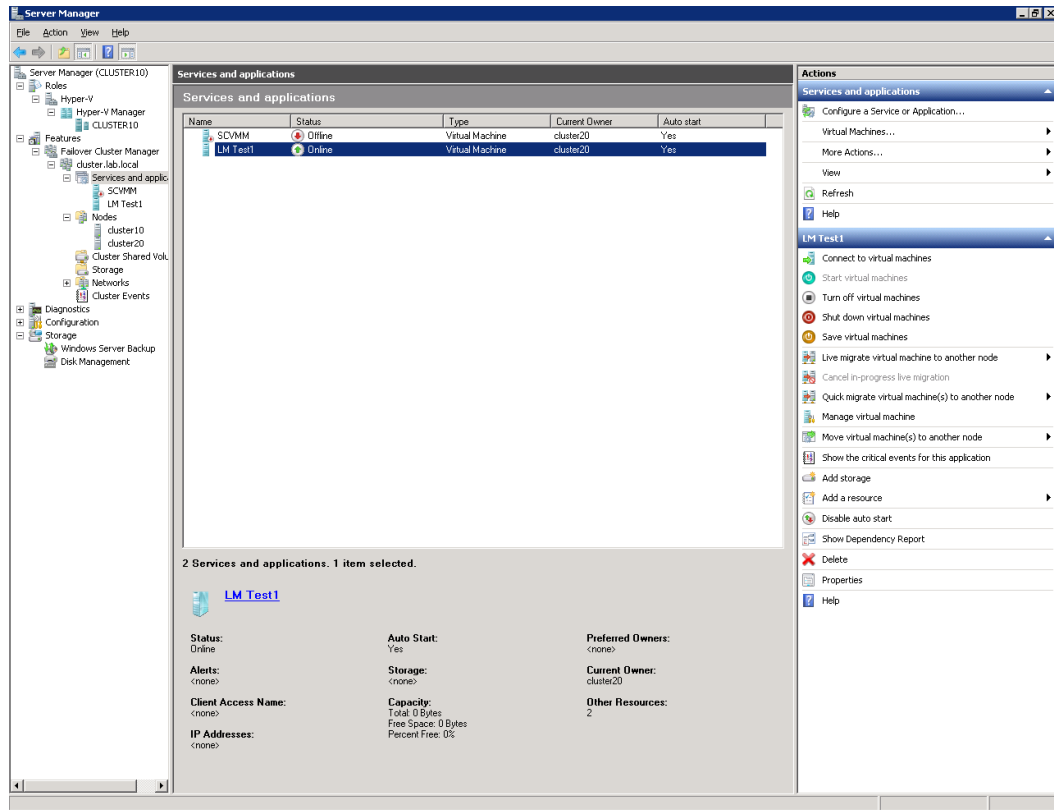 Server Manager
File Action View Help
Server Manager (CLUSTER10)
Roles
Hyper-V
Hyper-V Manager
CLUSTER10
Features
Failover Cluster Manager
cluster.lab.local
Services and applic
SCVMM
LM Test1
Nodes
cluster10
cluster20
Cluster Shared Volu
Storage
Networks
Cluster Events
Diagnostics
Configuration
Storage
Windows Server Backup
Disk Management
Services and applications
Services and applications
Name Status Type Current Owner Auto start
SCVMM Offline Virtual Machine cluster20 Yes
LM Test1 Online Virtual Machine cluster20 Yes
2 Services and applications. 1 item selected.
LM Test1
Status:
Online
Alerts:
<none>
Client Access Name:
<none>
IP Addresses:
<none>
Auto Start:
Yes
Storage:
<none>
Capacity:
Total: 0 Bytes
Free Space: 0 Bytes
Percent Free: 0%
Preferred Owners:
<none>
Current Owner:
cluster20
Other Resources:
2
Actions
Services and applications
Configure a Service or Application...
Virtual Machines...
More Actions...
View
Refresh
Help
LM Test1
Connect to virtual machines
Start virtual machines
Turn off virtual machines
Shut down virtual machines
Save virtual machines
Live migrate virtual machine to another node
Cancel in-progress live migration
Quick migrate virtual machine(s) to another node
Manage virtual machine
Move virtual machine(s) to another node
Show the critical events for this application
Add storage
Add a resource
Disable auto start
Show Dependency Report
Delete
Properties
Help